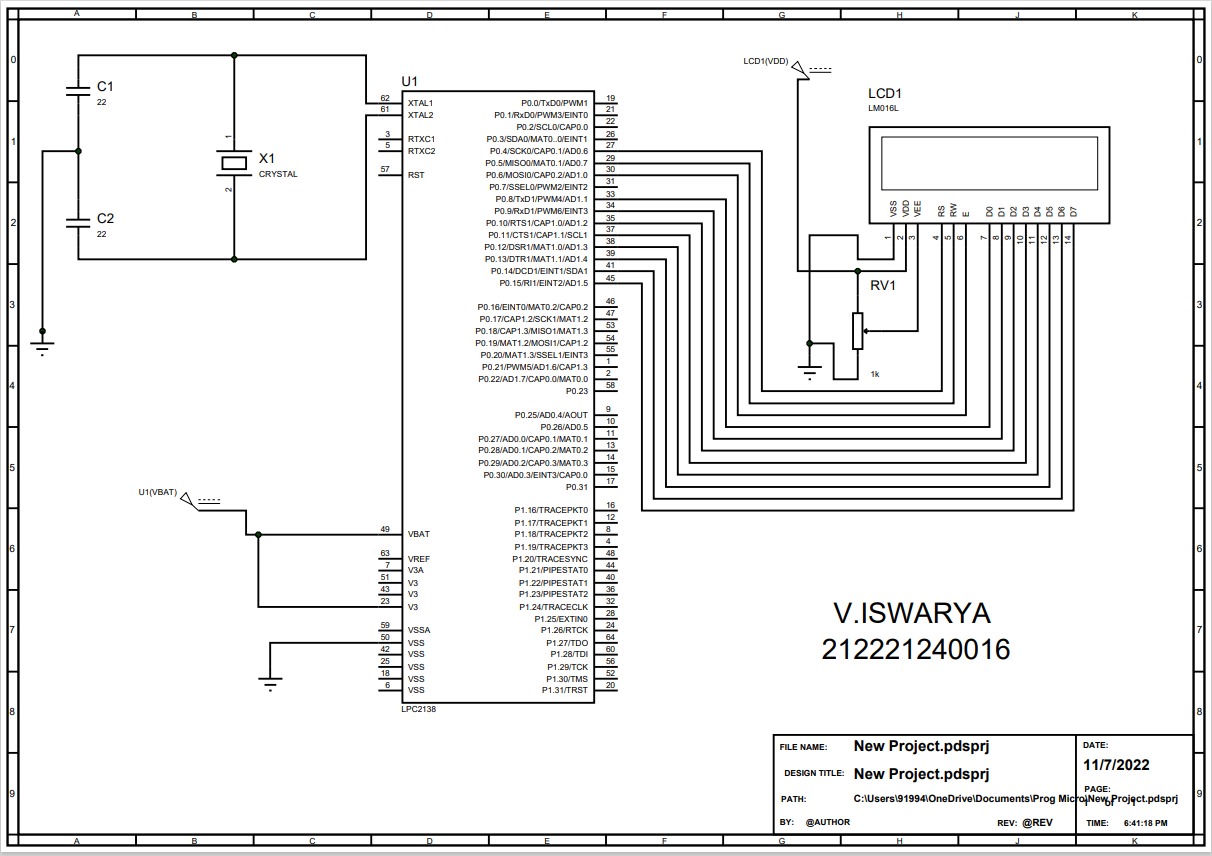 A B C D E F G H J K
0 0
1 1
2 2
3 3
4 4
5 5
6 6
7 7
8 8
9 9
C1
22
C2
22
1
X1
CRYSTAL
2
U1
62 XTAL1
61 XTAL2
3 RTXC1
5 RTXC2
57 RST
U1(VBAT)
49 VBAT
63 VREF
7 V3A
51 V3
43 V3
23 V3
59 VSSA
50 VSS
42 VSS
25 VSS
18 VSS
6 VSS
P0.0/TxD0/PWM1 19
P0.1/RxD0/PWM3/EINT0 21
P0.2/SCL0/CAP0.0 22
P0.3/SDA0/MAT0..0/EINT1 26
P0.4/SCK0/CAP0.1/AD0.6 27
P0.5/MISO0/MAT0.1/AD0.7 29
P0.6/MOSI0/CAP0.2/AD1.0 30
P0.7/SSEL0/PWM2/EINT2 31
P0.8/TxD1/PWM4/AD1.1 33
P0.9/RxD1/PWM6/EINT3 34
P0.10/RTS1/CAP1.0/AD1.2 35
P0.11/CTS1/CAP1.1/SCL1 37
P0.12/DSR1/MAT1.0/AD1.3 38
P0.13/DTR1/MAT1.1/AD1.4 39
P0.14/DCD1/EINT1/SDA1 41
P0.15/RI1/EINT2/AD1.5 45
P0.16/EINT0/MAT0.2/CAP0.2 46
P0.17/CAP1.2/SCK1/MAT1.2 47
P0.18/CAP1.3/MISO1/MAT1.3 53
P0.19/MAT1.2/MOSI1/CAP1.2 54
P0.20/MAT1.3/SSEL1/EINT3 55
P0.21/PWM5/AD1.6/CAP1.3 1
P0.22/AD1.7/CAP0.0/MAT0.0 2
P0.23 58
P0.25/AD0.4/AOUT 9
P0.26/AD0.5 10
P0.27/AD0.0/CAP0.1/MAT0.1 11
P0.28/AD0.1/CAP0.2/MAT0.2 13
P0.29/AD0.2/CAP0.3/MAT0.3 14
P0.30/AD0.3/EINT3/CAP0.0 15
P0.31 17
P1.16/TRACEPKT0 16
P1.17/TRACEPKT1 12
P1.18/TRACEPKT2 8
P1.19/TRACEPKT3 4
P1.20/TRACESYNC 48
P1.21/PIPESTAT0 44
P1.22/PIPESTAT1 40
P1.23/PIPESTAT2 36
P1.24/TRACECLK 32
P1.25/EXTIN0 28
P1.26/RTCK 24
P1.27/TDO 64
P1.28/TDI 60
P1.29/TCK 56
P1.30/TMS 52
P1.31/TRST 20
LPC2138
LCD1(VDD)
LCD1
LM016L
VSS VDD VEE RS RW E D0 D1 D2 D3 D4 D5 D6 D7
1 2 3 4 5 6 7 8 9 10 11 12 13 14
RV1
1k
V.ISWARYA
212221240016
FILE NAME: New Project.pdsprj
DESIGN TITLE: New Project.pdsprj
PATH: C:\Users\91994\OneDrive\Documents\Prog Micro\New Project.pdsprj
BY: @AUTHOR REV: @REV
DATE:
11/7/2022
PAGE:
of
TIME: 6:41:18 PM
A B C D E F G H J K